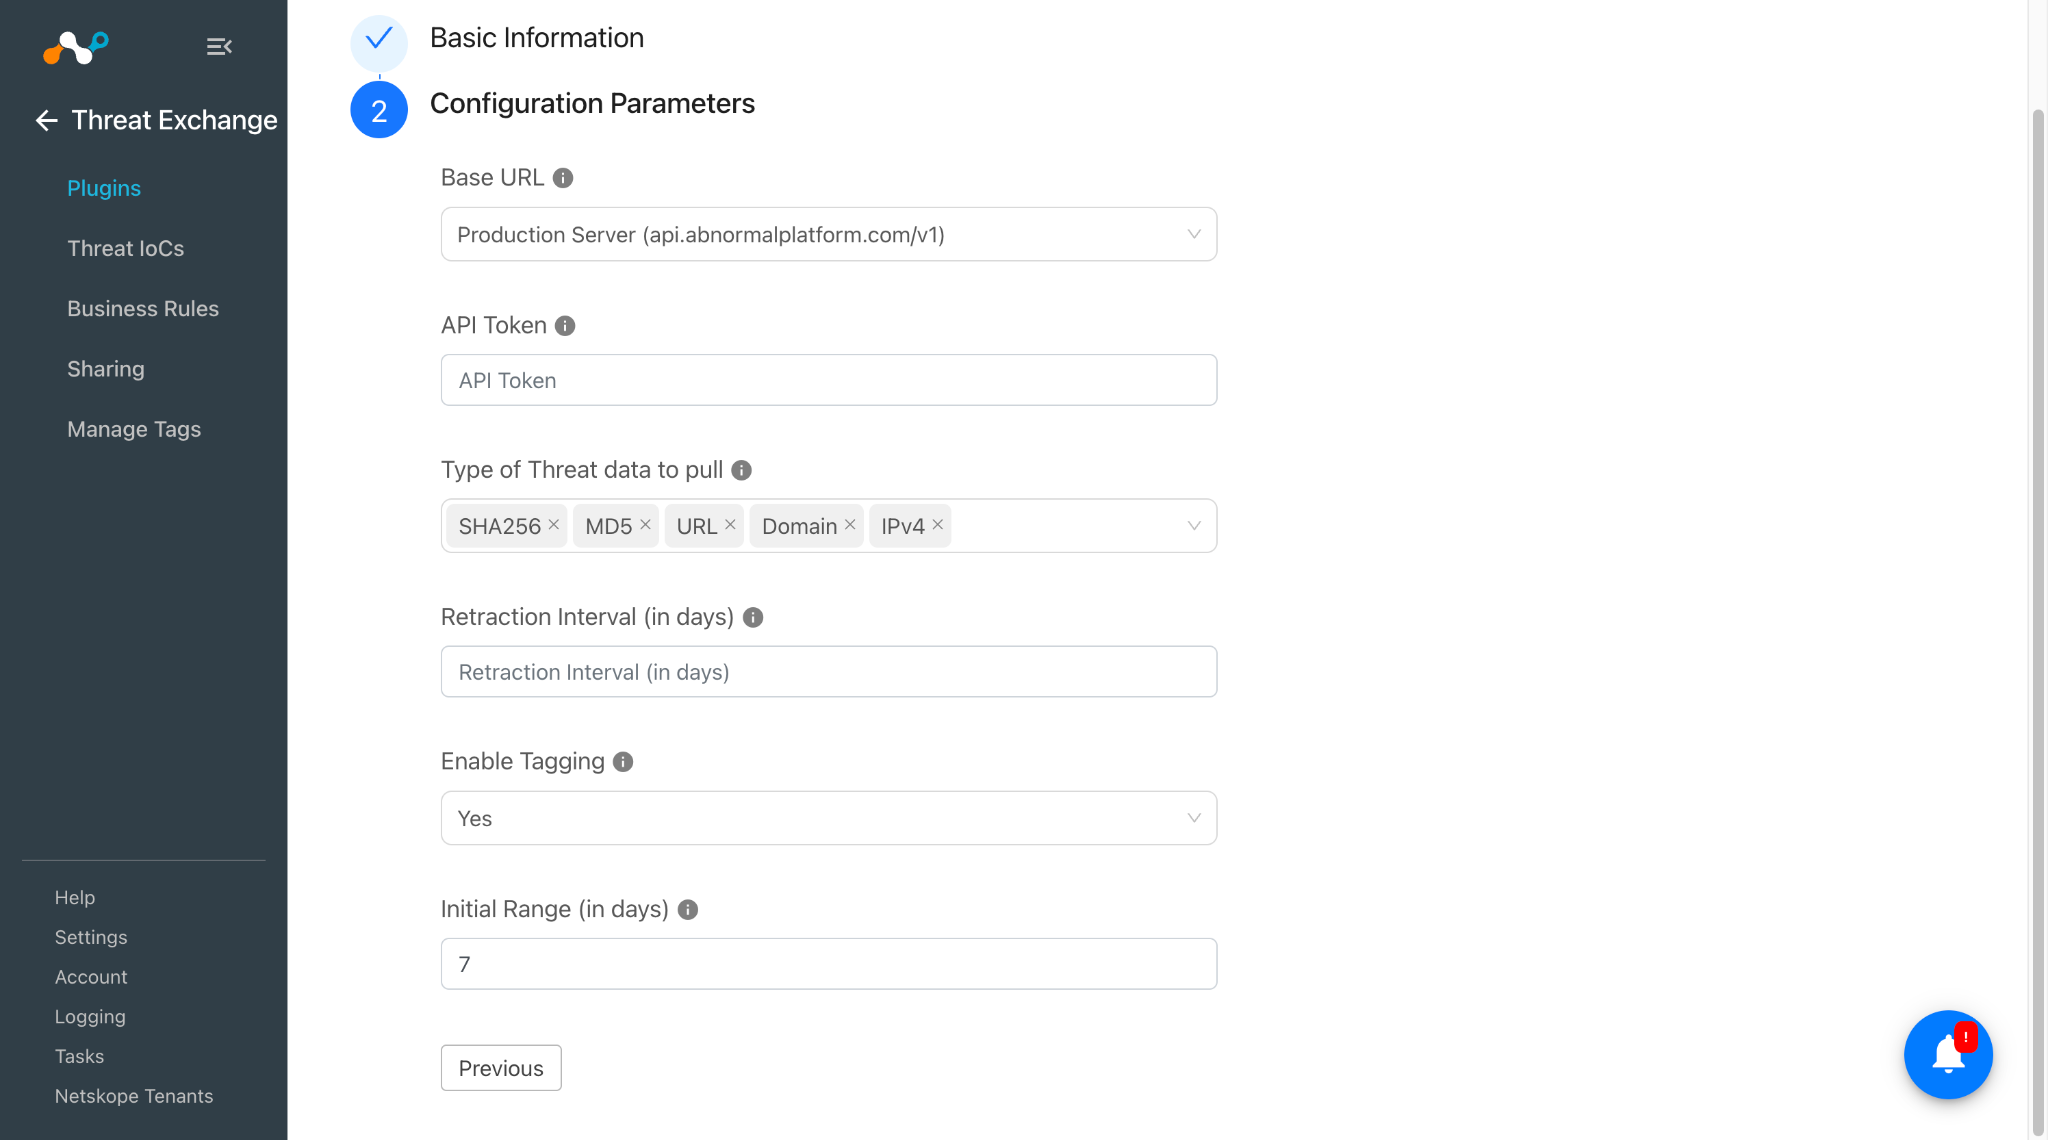 Threat Exchange
Plugins
Threat IoCs
Business Rules
Sharing
Manage Tags
Help
Settings
Account
Logging
Tasks
Netskope Tenants
Basic Information
2 Configuration Parameters
Base URL
Production Server (api.abnormalplatform.com/v1)
API Token
API Token
Type of Threat data to pull
SHA256 MD5 URL Domain IPv4
Retraction Interval (in days)
Retraction Interval (in days)
Enable Tagging
Yes
Initial Range (in days)
7
Previous
!